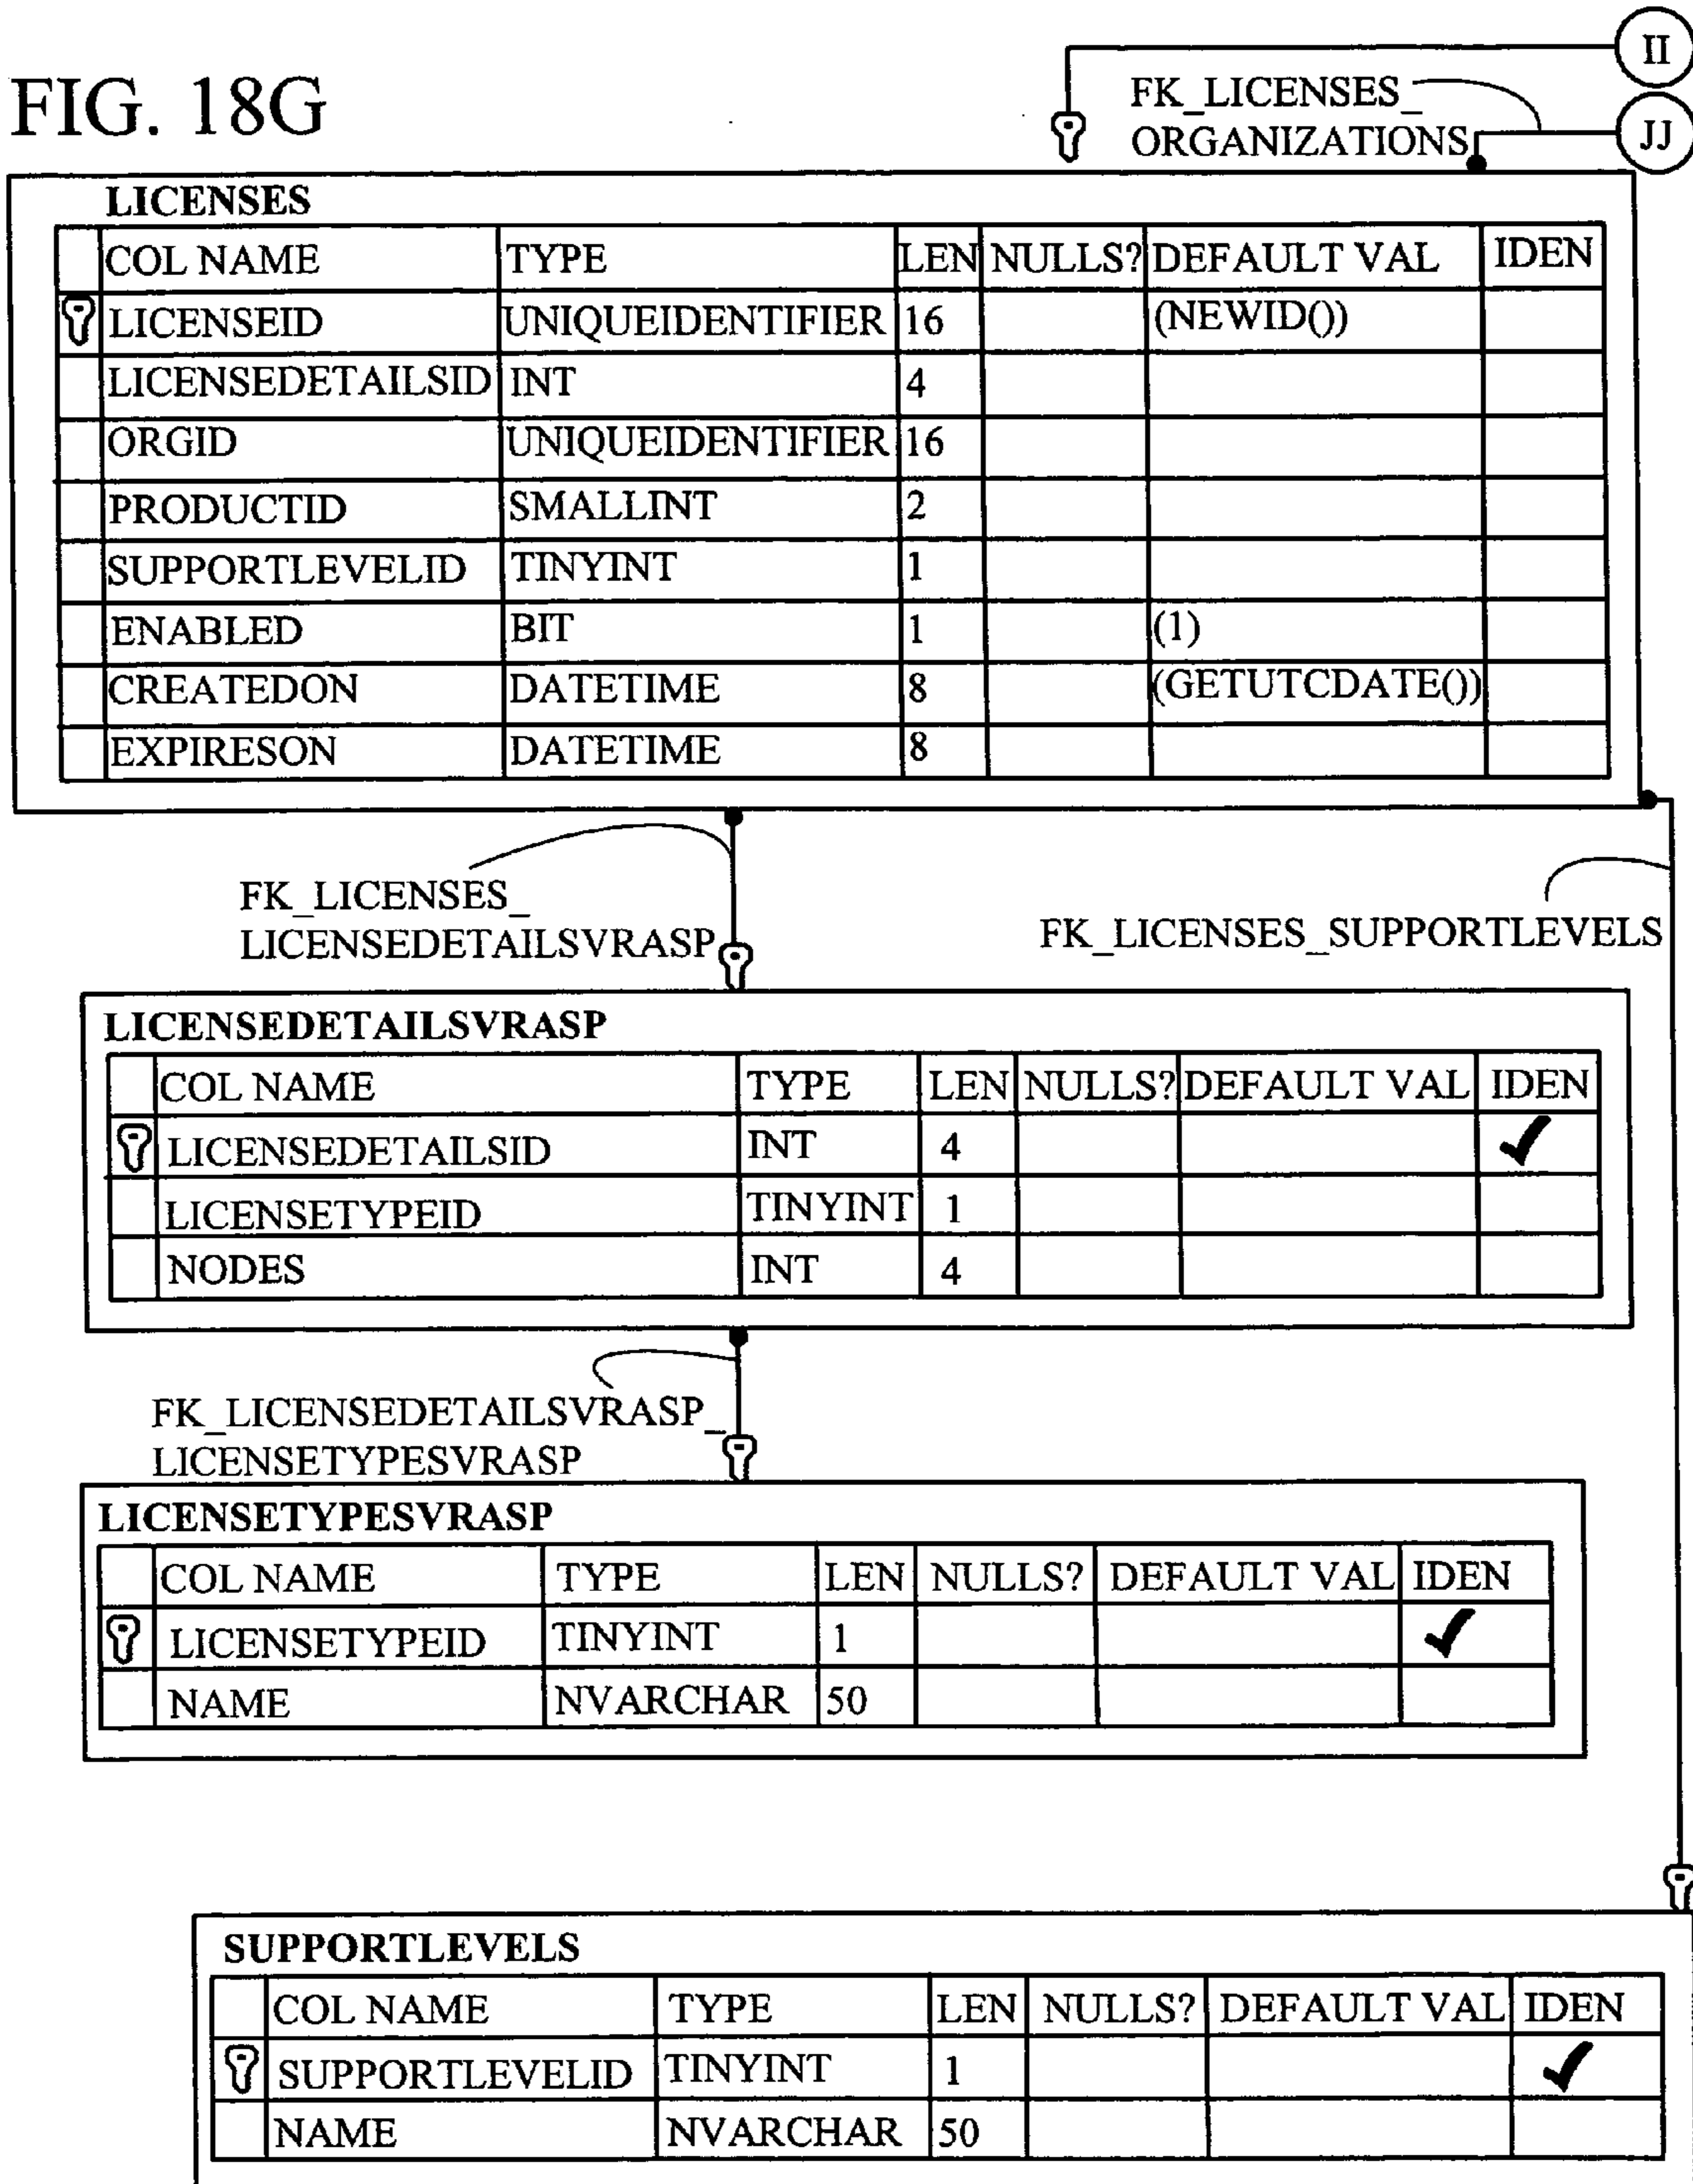 II
FIG. 18G
FK_LICENSES_
ORGANIZATIONS
JJ
LICENSES
COL NAME TYPE LEN NULLS? DEFAULT VAL IDEN
LICENSEID UNIQUEIDENTIFIER 16 (NEWID())
LICENSEDETAILSID INT 4
ORGID UNIQUEIDENTIFIER 16
PRODUCTID SMALLINT 2
SUPPORTLEVELID TINYINT 1
ENABLED BIT 1 (1)
CREATEDON DATETIME 8 (GETUTCDATE())
EXPIRESON DATETIME 8
FK_LICENSES_
LICENSEDETAILSVRASP
FK_LICENSES_SUPPORTLEVELS
LICENSEDETAILSVRASP
COL NAME TYPE LEN NULLS? DEFAULT VAL IDEN
LICENSEDETAILSID INT 4 ✓
LICENSETYPEID TINYINT 1
NODES INT 4
FK_LICENSEDETAILSVRASP_
LICENSETYPESVRASP
LICENSETYPESVRASP
COL NAME TYPE LEN NULLS? DEFAULT VAL IDEN
LICENSETYPEID TINYINT 1 ✓
NAME NVARCHAR 50
SUPPORTLEVELS
COL NAME TYPE LEN NULLS? DEFAULT VAL IDEN
SUPPORTLEVELID TINYINT 1 ✓
NAME NVARCHAR 50